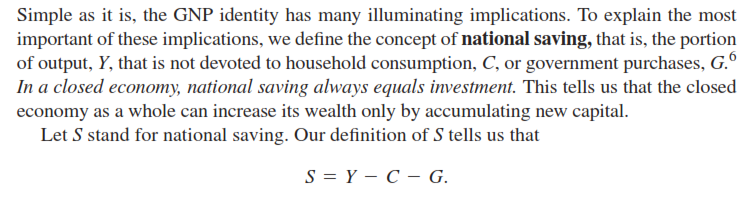 Simple as it is, the GNP identity has many illuminating implications. To explain the most
important of these implications, we define the concept of national saving, that is, the portion
of output, Y, that is not devoted to household consumption, C, or government purchases, G.⁶
In a closed economy, national saving always equals investment. This tells us that the closed
economy as a whole can increase its wealth only by accumulating new capital.
Let S stand for national saving. Our definition of S tells us that
S = Y − C − G.